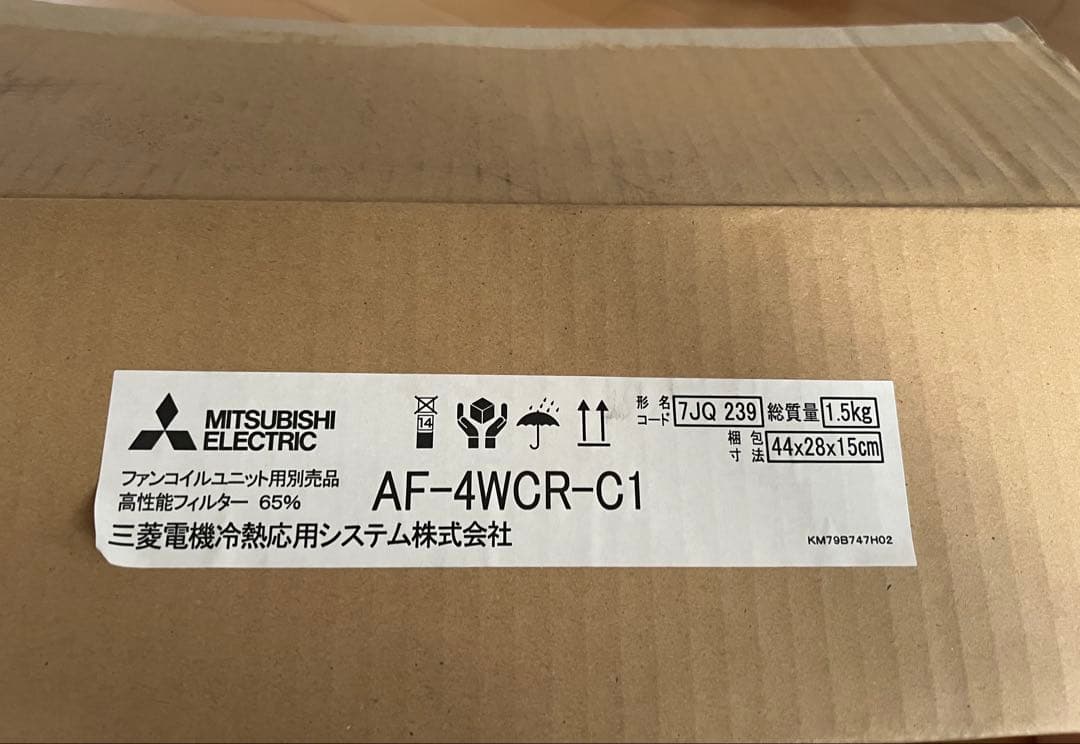 MITSUBISHI
ELECTRIC
14
形名
コード
7JQ 239
総質量
1.5kg
梱包
寸法
44x28x15cm
ファンコイルユニット用別売品
高性能フィルター 65%
AF-4WCR-C1
三菱電機冷熱応用システム株式会社
KM79B747H02